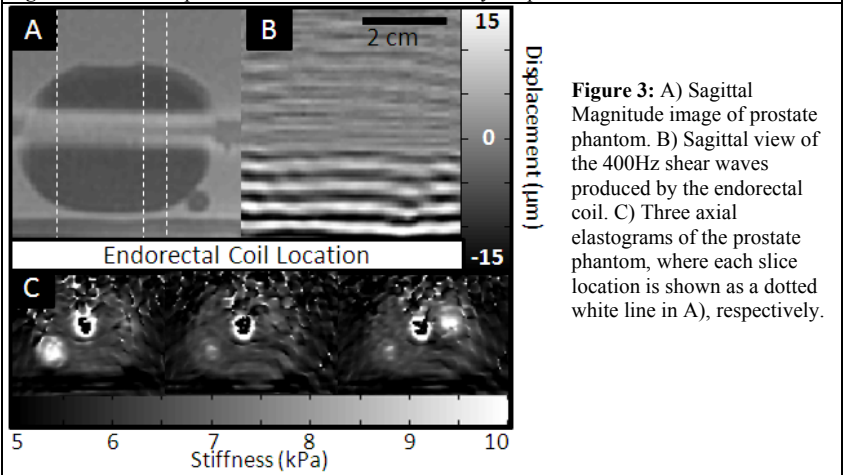 A
B
2 cm
15
0
-15
Displacement (µm)
Endorectal Coil Location
C
5 6 7 8 9 10
Stiffness (kPa)
Figure 3: A) Sagittal
Magnitude image of prostate
phantom. B) Sagittal view of
the 400Hz shear waves
produced by the endorectal
coil. C) Three axial
elastograms of the prostate
phantom, where each slice
location is shown as a dotted
white line in A), respectively.